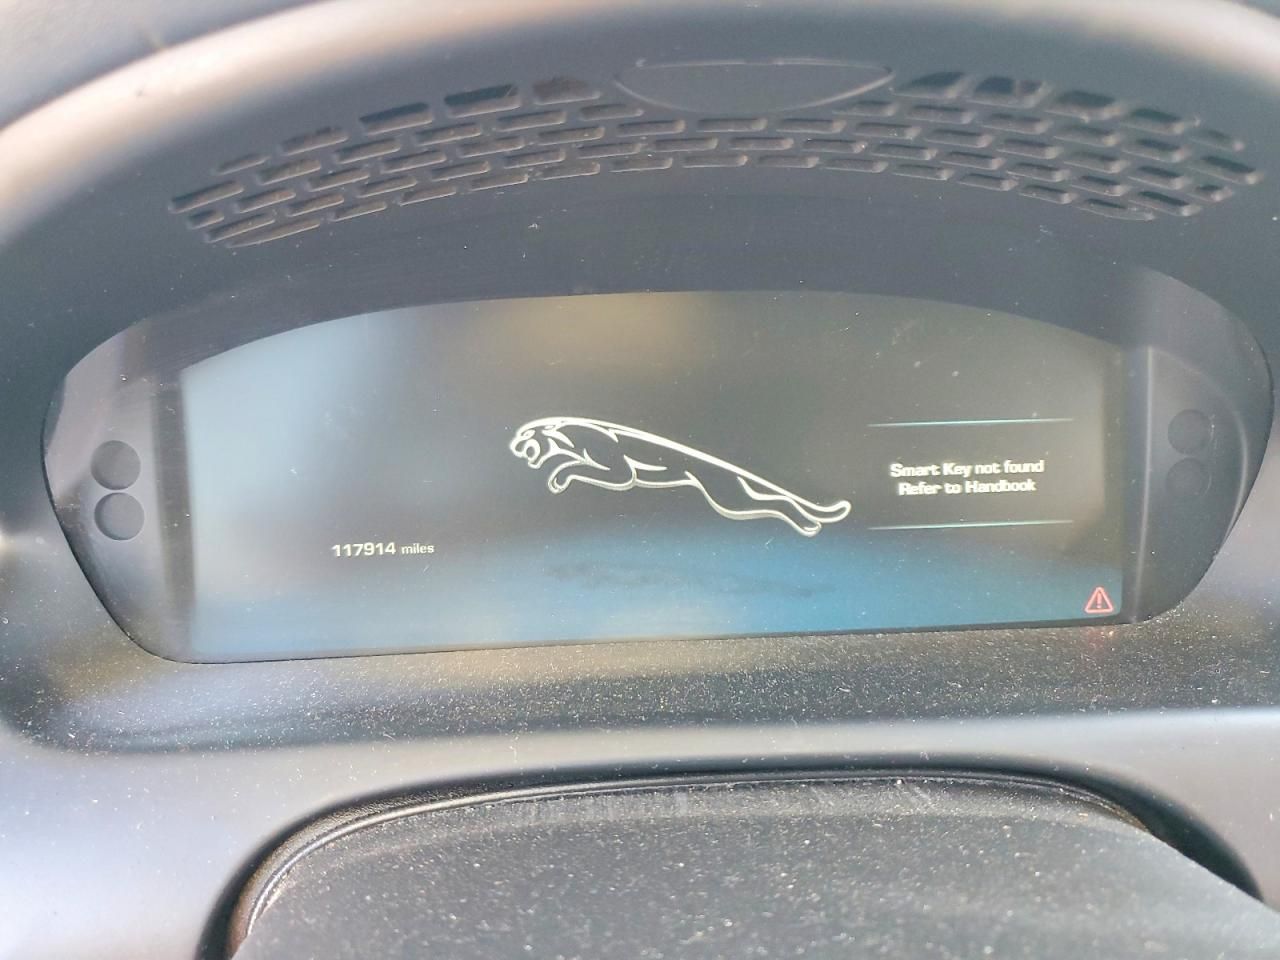 117914 miles
Smart Key not found
Refer to Handbook